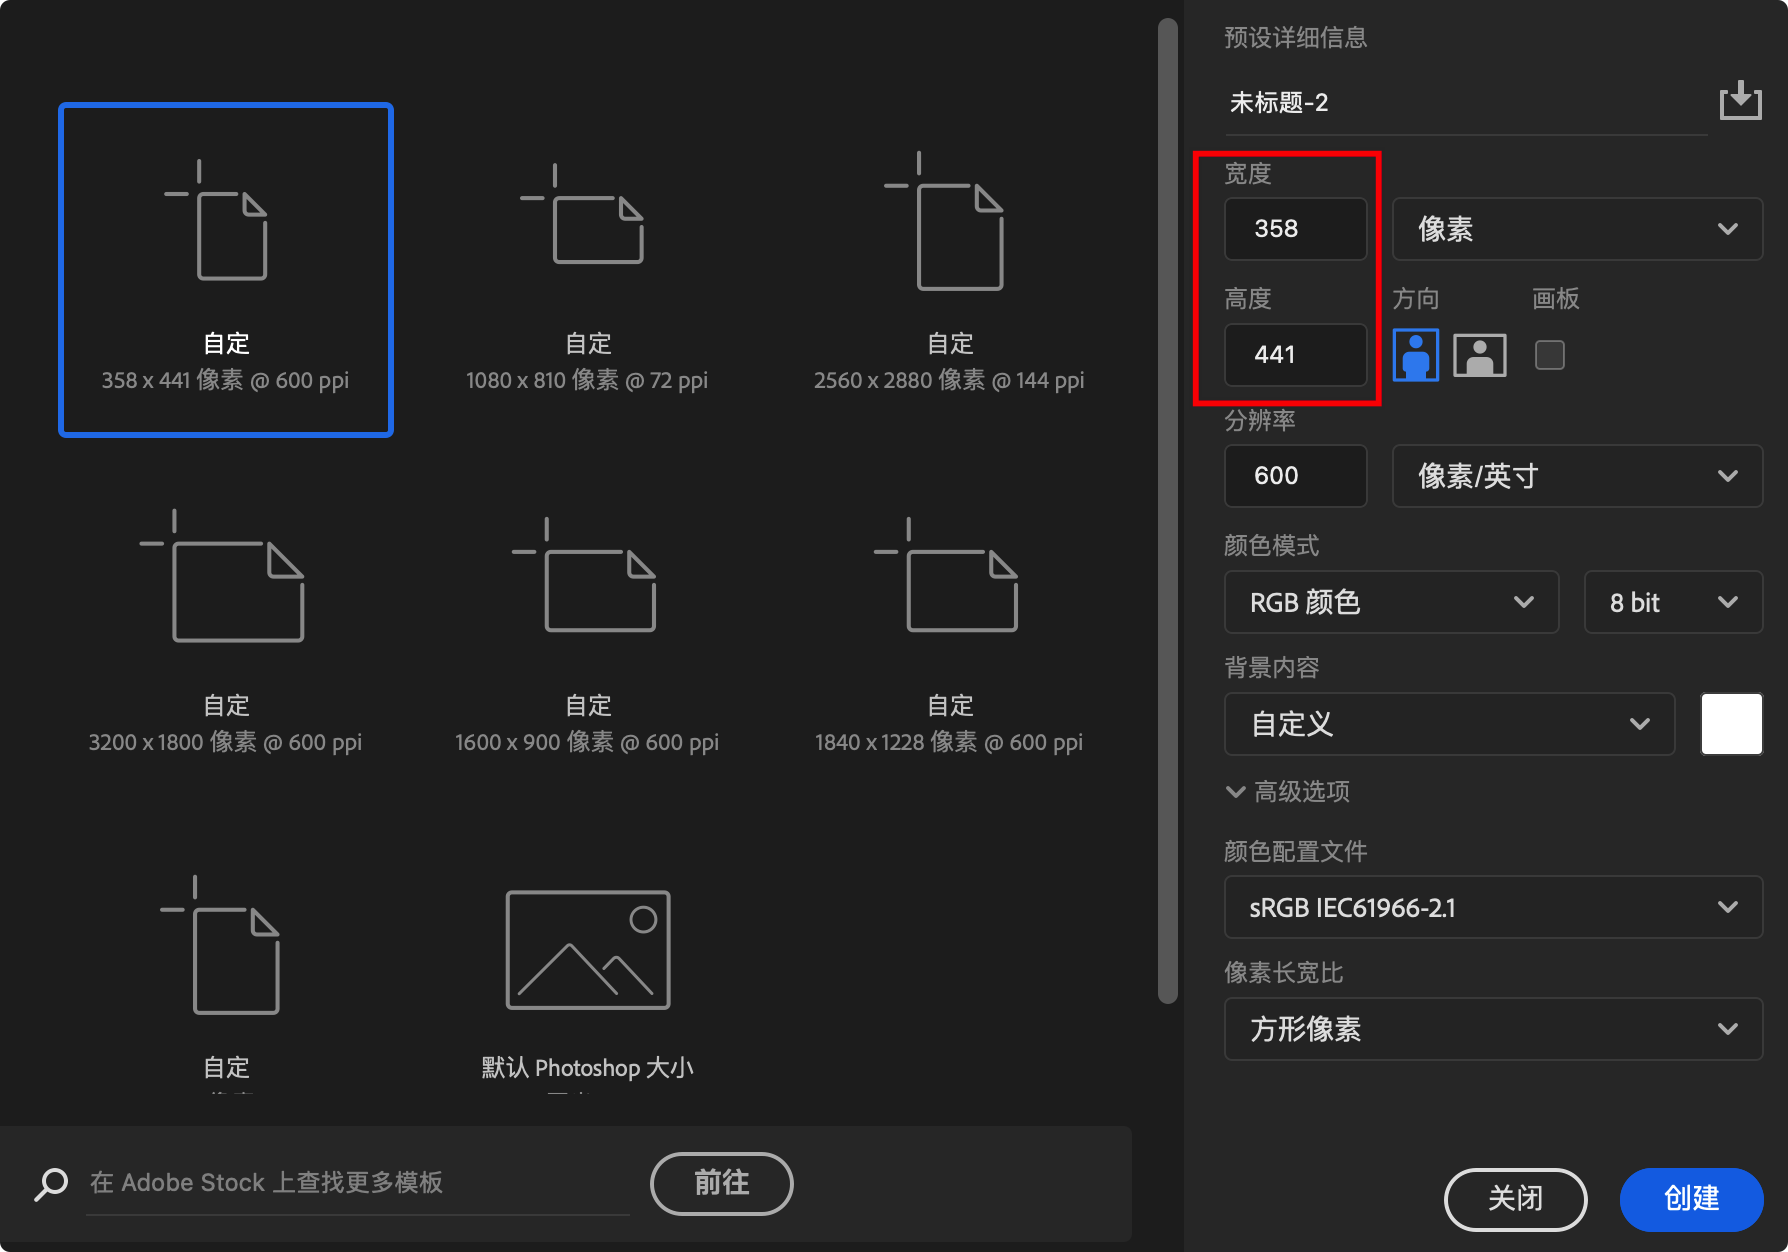 自定
358 x 441 像素 @ 600 ppi
自定
1080 x 810 像素 @ 72 ppi
自定
2560 x 2880 像素 @ 144 ppi
自定
3200 x 1800 像素 @ 600 ppi
自定
1600 x 900 像素 @ 600 ppi
自定
1840 x 1228 像素 @ 600 ppi
自定
默认 Photoshop 大小
在 Adobe Stock 上查找更多模板
前往
预设详细信息
未标题-2
宽度
358
像素
高度
方向
画板
441
分辨率
600
像素/英寸
颜色模式
RGB 颜色
8 bit
背景内容
自定义
高级选项
颜色配置文件
sRGB IEC61966-2.1
像素长宽比
方形像素
关闭
创建